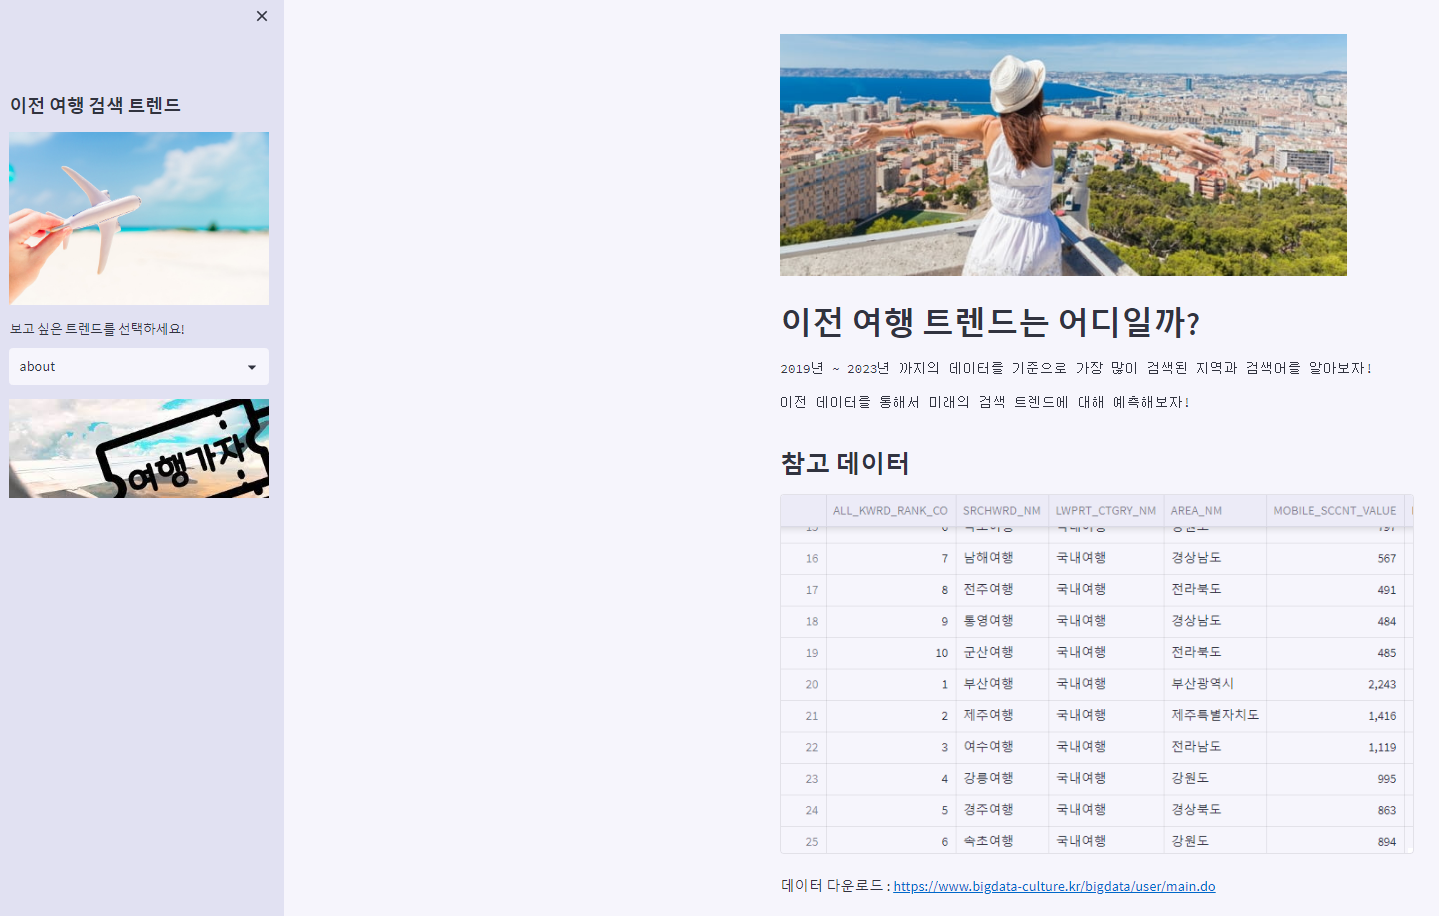 이전 여행 검색 트렌드
보고 싶은 트렌드를 선택하세요!
about
여행가자
이전 여행 트렌드는 어디일까?
2019년 ~ 2023년 까지의 데이터를 기준으로 가장 많이 검색된 지역과 검색어를 알아보자!
이전 데이터를 통해서 미래의 검색 트렌드에 대해 예측해보자!
참고 데이터
ALL_KWRD_RANK_CO SRCHWRD_NM LWPRT_CTGRY_NM AREA_NM MOBILE_SCCNT_VALUE
15 6 속초여행 국내여행 강원도 797
16 7 남해여행 국내여행 경상남도 567
17 8 전주여행 국내여행 전라북도 491
18 9 통영여행 국내여행 경상남도 484
19 10 군산여행 국내여행 전라북도 485
20 1 부산여행 국내여행 부산광역시 2,243
21 2 제주여행 국내여행 제주특별자치도 1,416
22 3 여수여행 국내여행 전라남도 1,119
23 4 강릉여행 국내여행 강원도 995
24 5 경주여행 국내여행 경상북도 863
25 6 속초여행 국내여행 강원도 894
데이터 다운로드 : https://www.bigdata-culture.kr/bigdata/user/main.do